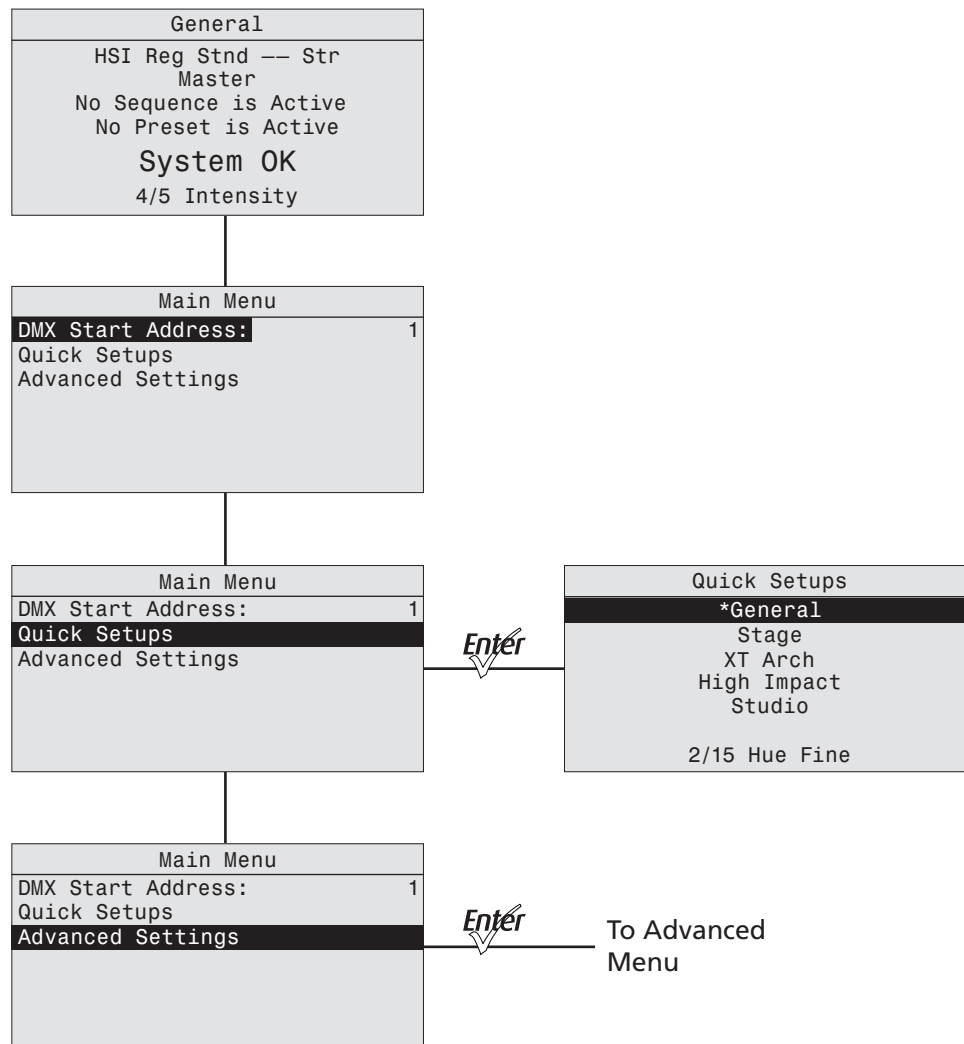 General
HSI Reg Stnd –– Str
Master
No Sequence is Active
No Preset is Active
System OK
4/5 Intensity
Main Menu
DMX Start Address: 1
Quick Setups
Advanced Settings
Main Menu
DMX Start Address: 1
Quick Setups
Advanced Settings
Enter
Quick Setups
*General
Stage
XT Arch
High Impact
Studio
2/15 Hue Fine
Main Menu
DMX Start Address: 1
Quick Setups
Advanced Settings
Enter
To Advanced
Menu